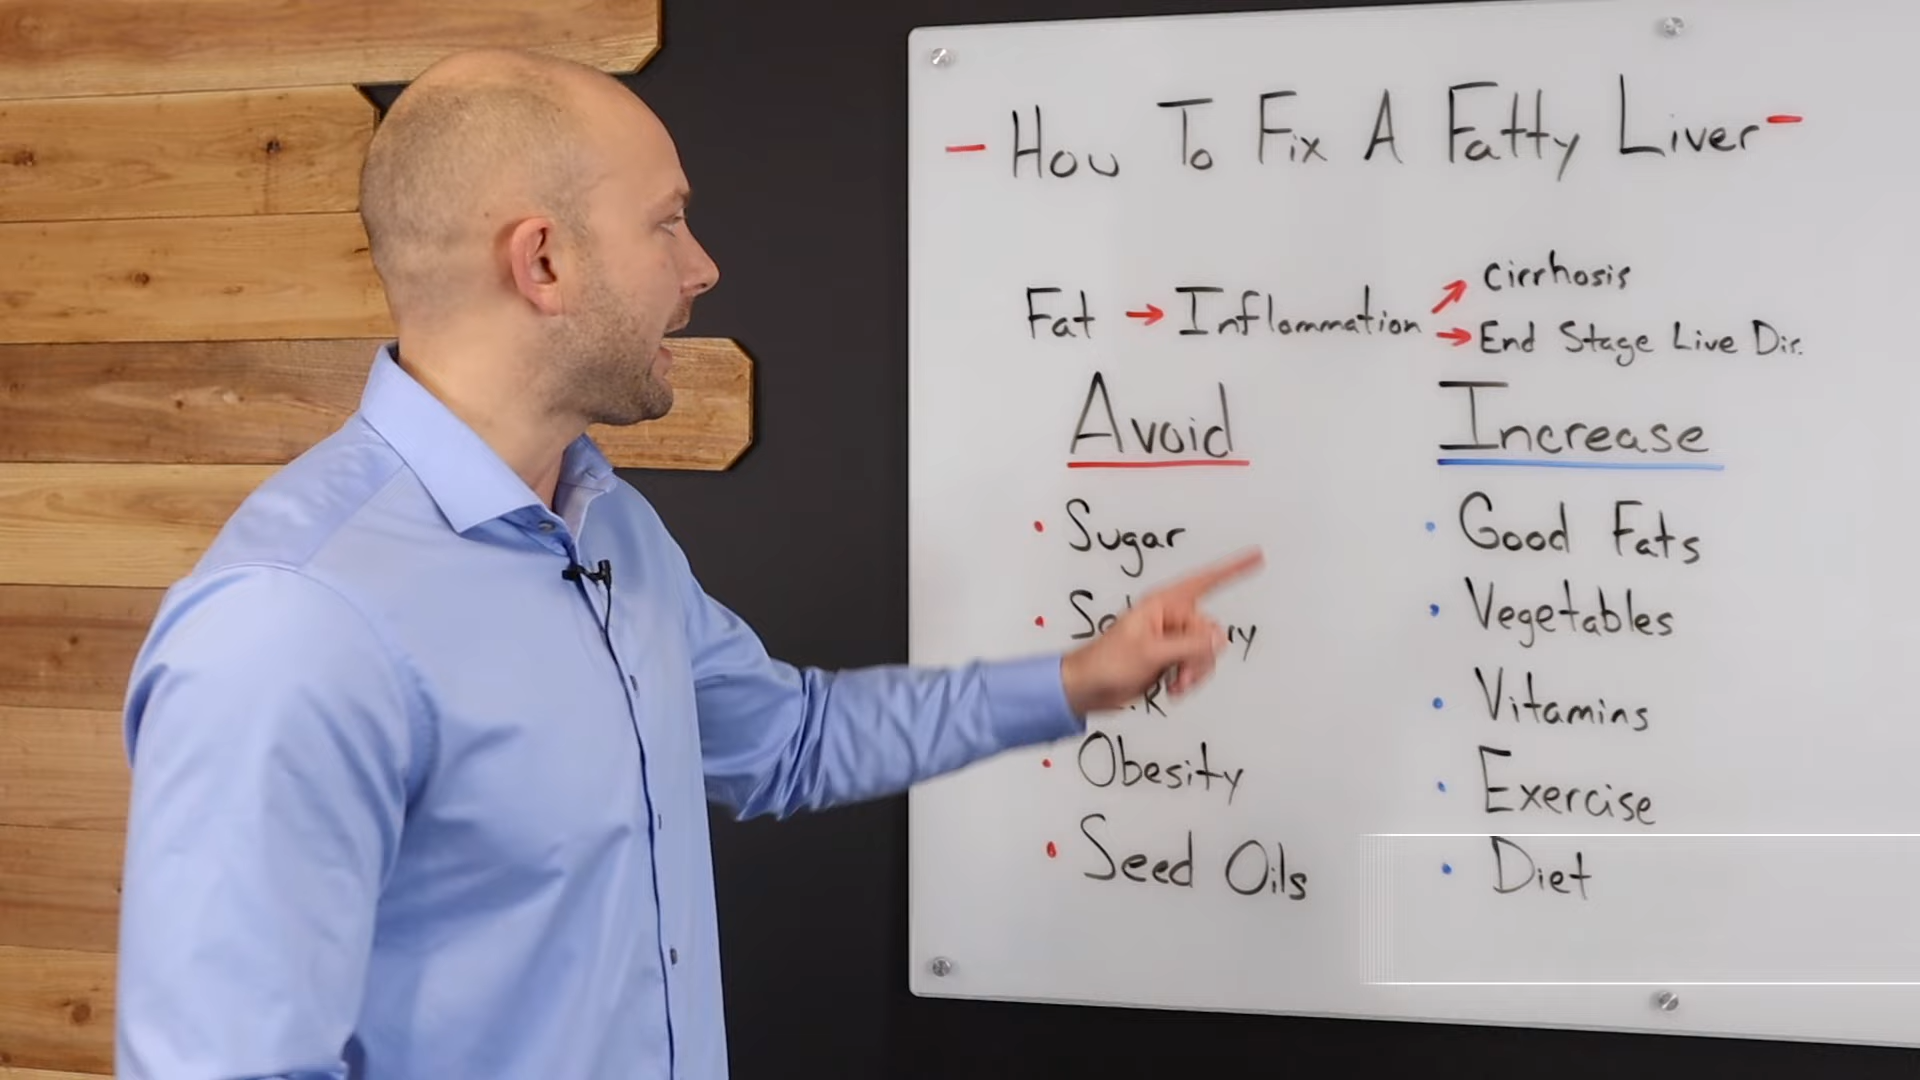 - How To Fix A Fatty Liver -
Fat → Inflammation
↗ Cirrhosis
→ End Stage Live Dis.
Avoid
• Sugar
• Obesity
• Seed Oils
Increase
• Good Fats
• Vegetables
• Vitamins
• Exercise
• Diet